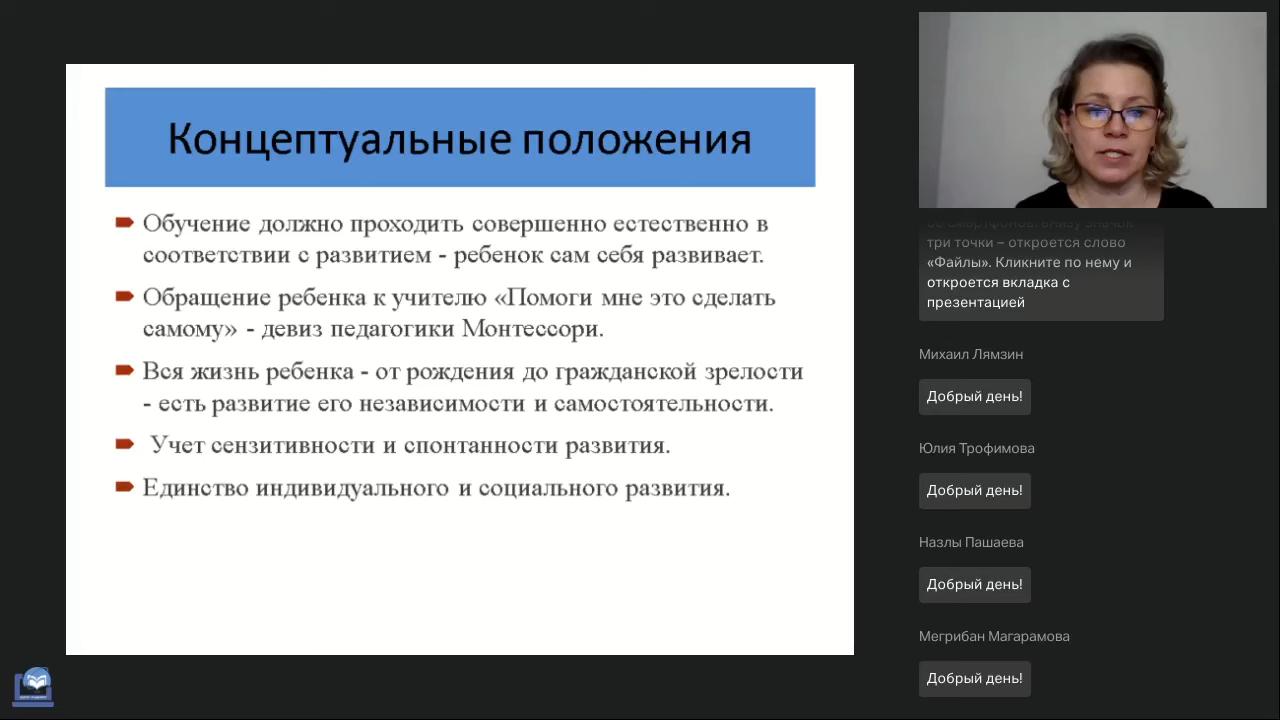 Концептуальные положения
Обучение должно проходить совершенно естественно в
соответствии с развитием - ребенок сам себя развивает.
Обращение ребенка к учителю «Помоги мне это сделать
самому» - девиз педагогики Монтессори.
Вся жизнь ребенка - от рождения до гражданской зрелости
- есть развитие его независимости и самостоятельности.
Учет сензитивности и спонтанности развития.
Единство индивидуального и социального развития.
три точки – откроется слово
«Файлы». Кликните по нему и
откроется вкладка с
презентацией
Михаил Лямзин
Добрый день!
Юлия Трофимова
Добрый день!
Назлы Пашаева
Добрый день!
Мегрибан Магарамова
Добрый день!